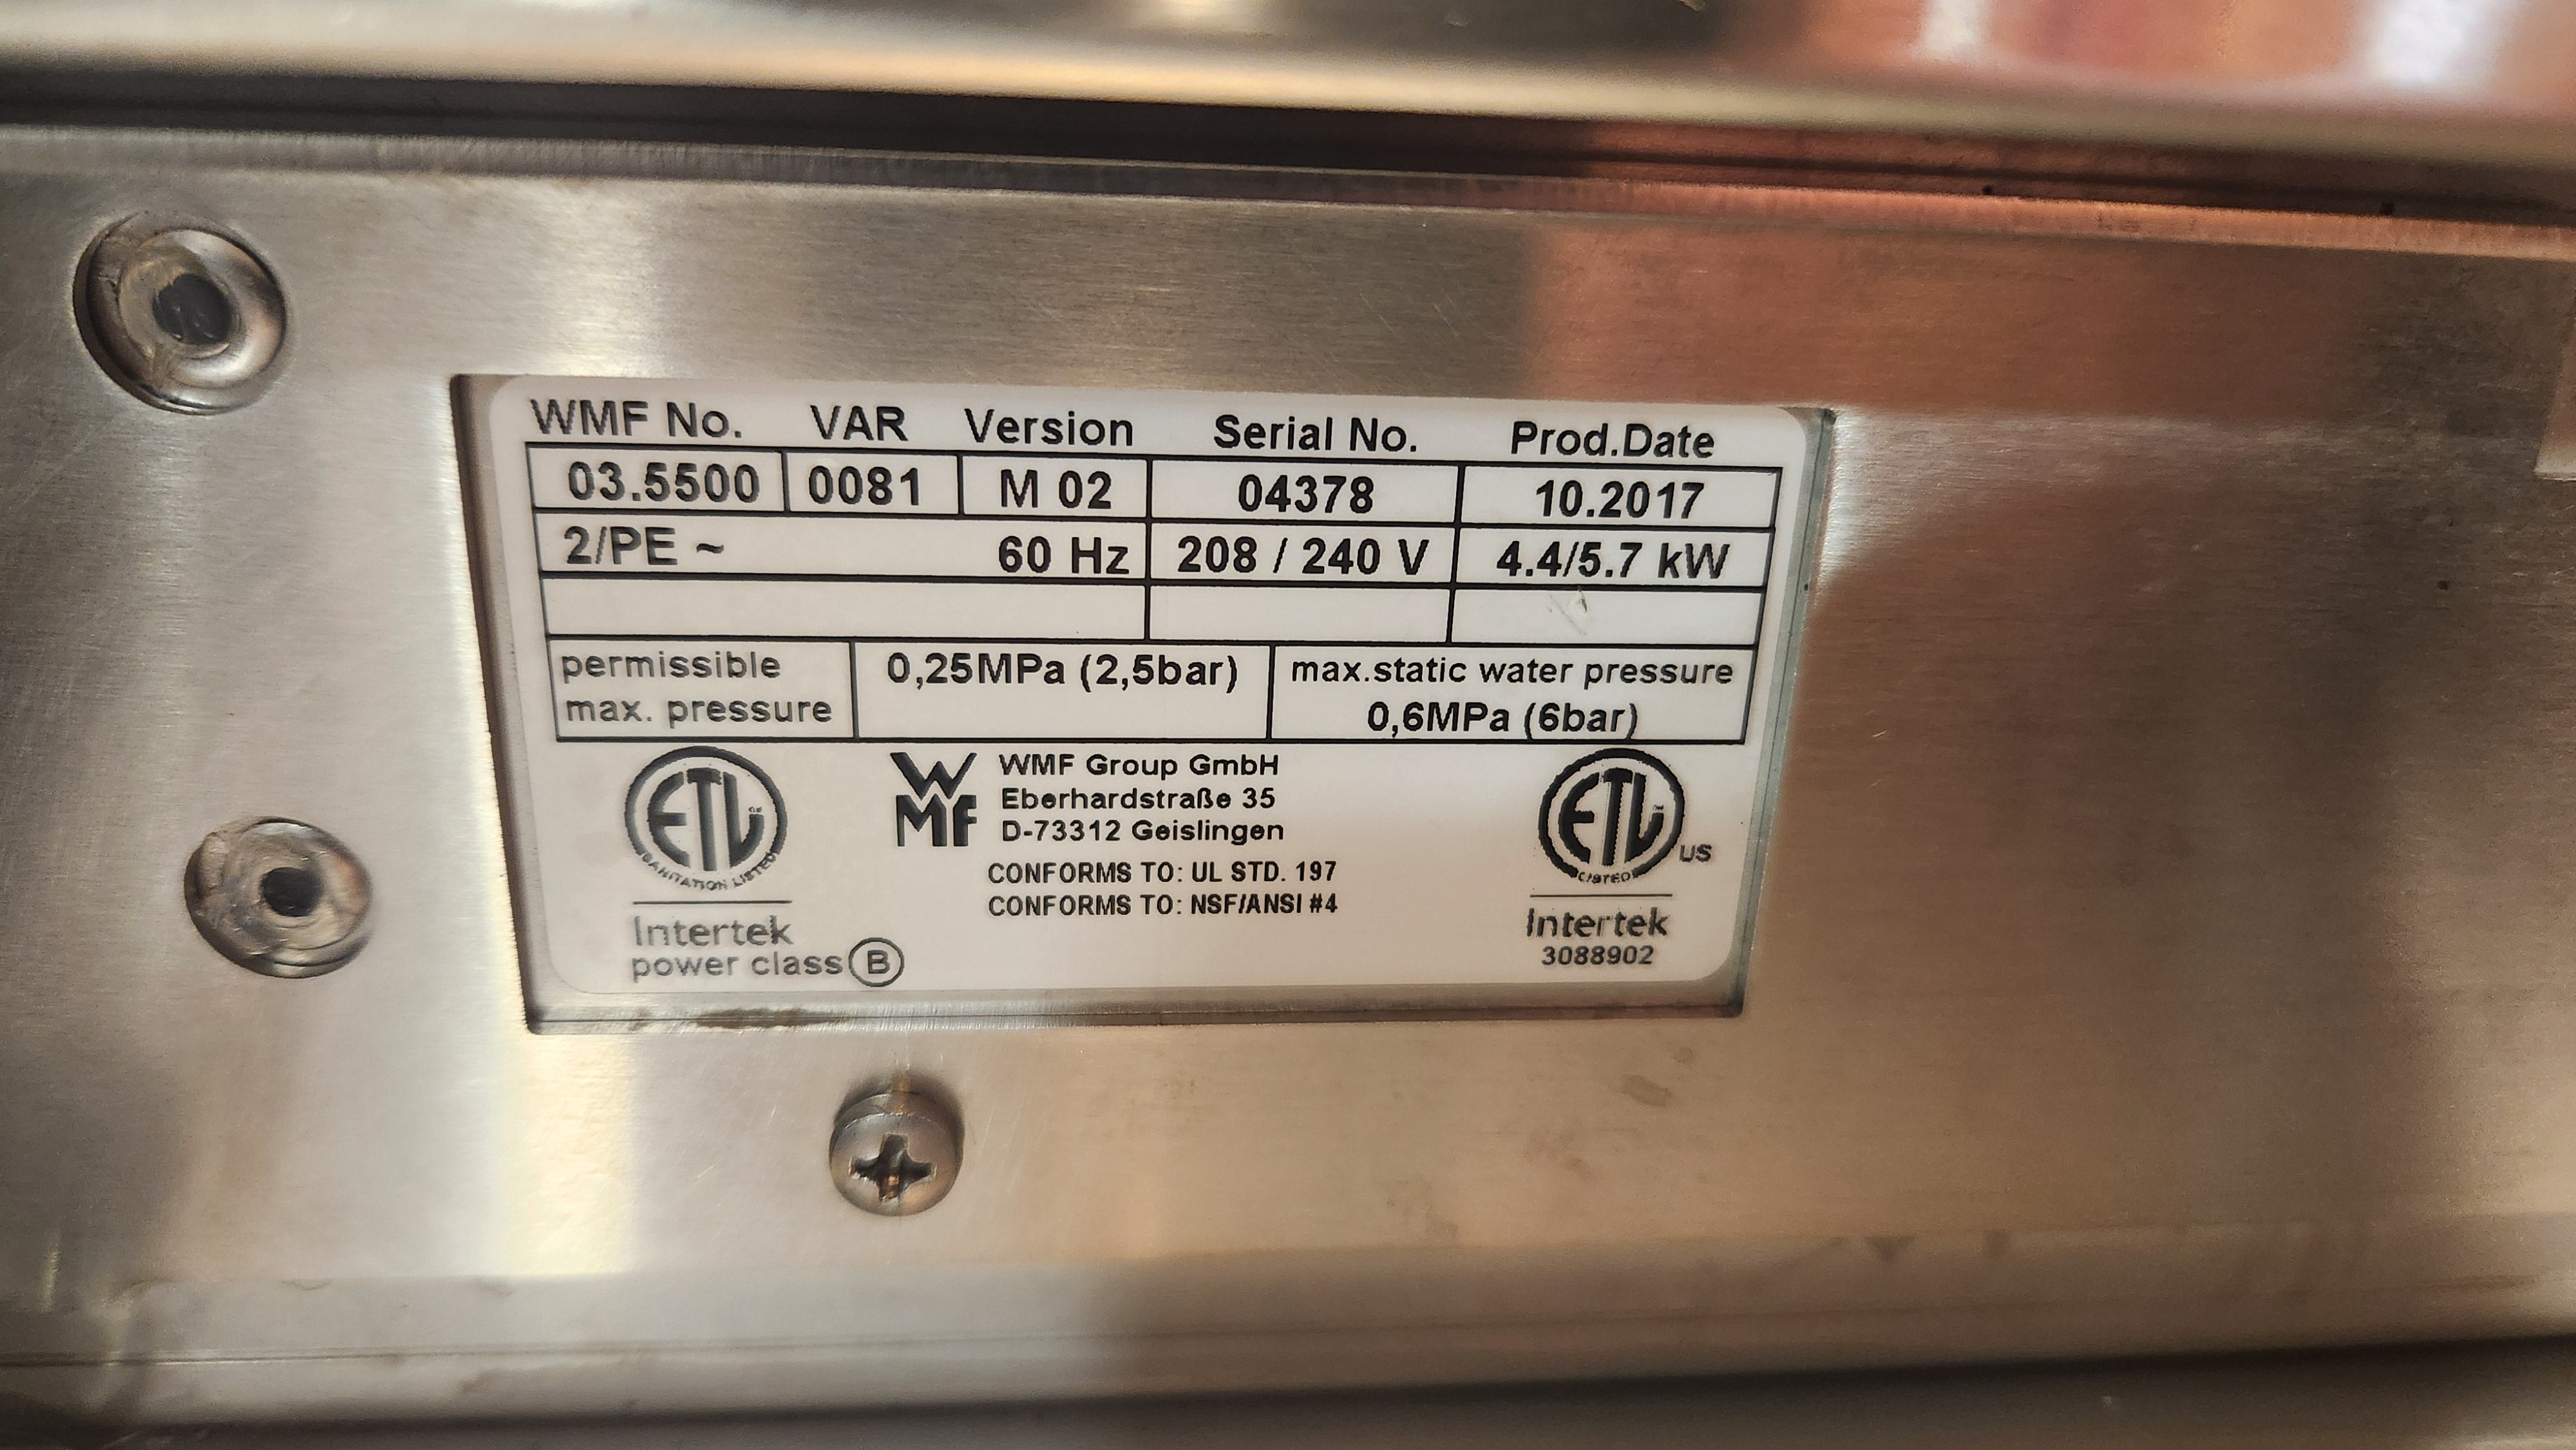 WMF No. VAR Version Serial No. Prod.Date
03.5500 0081 M 02 04378 10.2017
2/PE ~ 60 Hz 208 / 240 V 4.4/5.7 kW
permissible
max. pressure
0,25MPa (2,5bar)
max.static water pressure
0,6MPa (6bar)
ETL
SANITATION LISTED
Intertek
power class B
WMF
WMF Group GmbH
Eberhardstraße 35
D-73312 Geislingen
CONFORMS TO: UL STD. 197
CONFORMS TO: NSF/ANSI #4
ETL
LISTED
US
Intertek
3088902